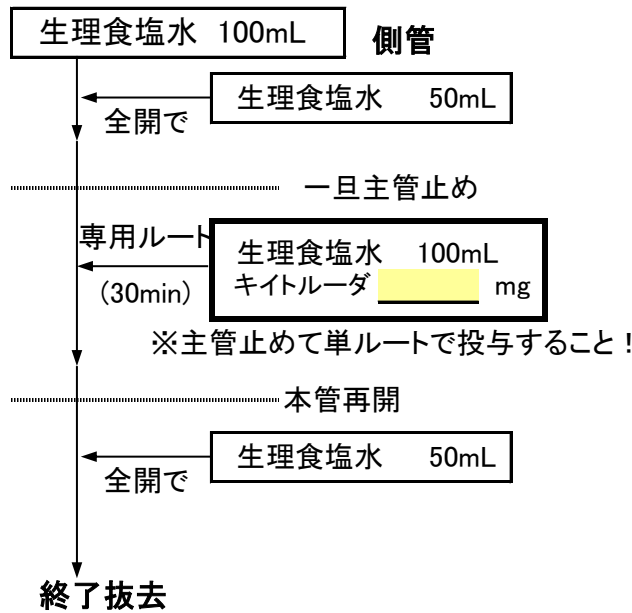 生理食塩水 100mL
側管
生理食塩水 50mL
全開で
一旦主管止め
専用ルート
生理食塩水 100mL
キイトルーダ mg
(30min)
※主管止めて単ルートで投与すること!
本管再開
生理食塩水 50mL
全開で
終了抜去